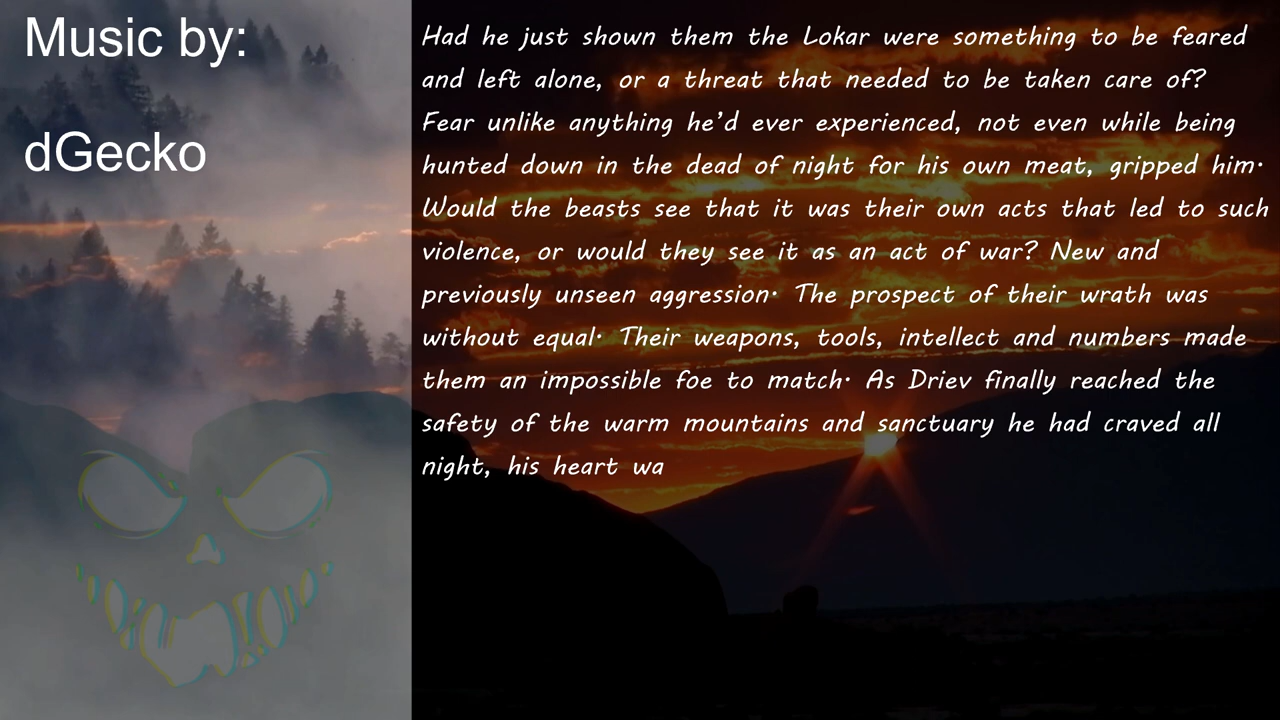 Music by:
dGecko
Had he just shown them the Lokar were something to be feared
and left alone, or a threat that needed to be taken care of?
Fear unlike anything he’d ever experienced, not even while being
hunted down in the dead of night for his own meat, gripped him.
Would the beasts see that it was their own acts that led to such
violence, or would they see it as an act of war? New and
previously unseen aggression. The prospect of their wrath was
without equal. Their weapons, tools, intellect and numbers made
them an impossible foe to match. As Driev finally reached the
safety of the warm mountains and sanctuary he had craved all
night, his heart wa